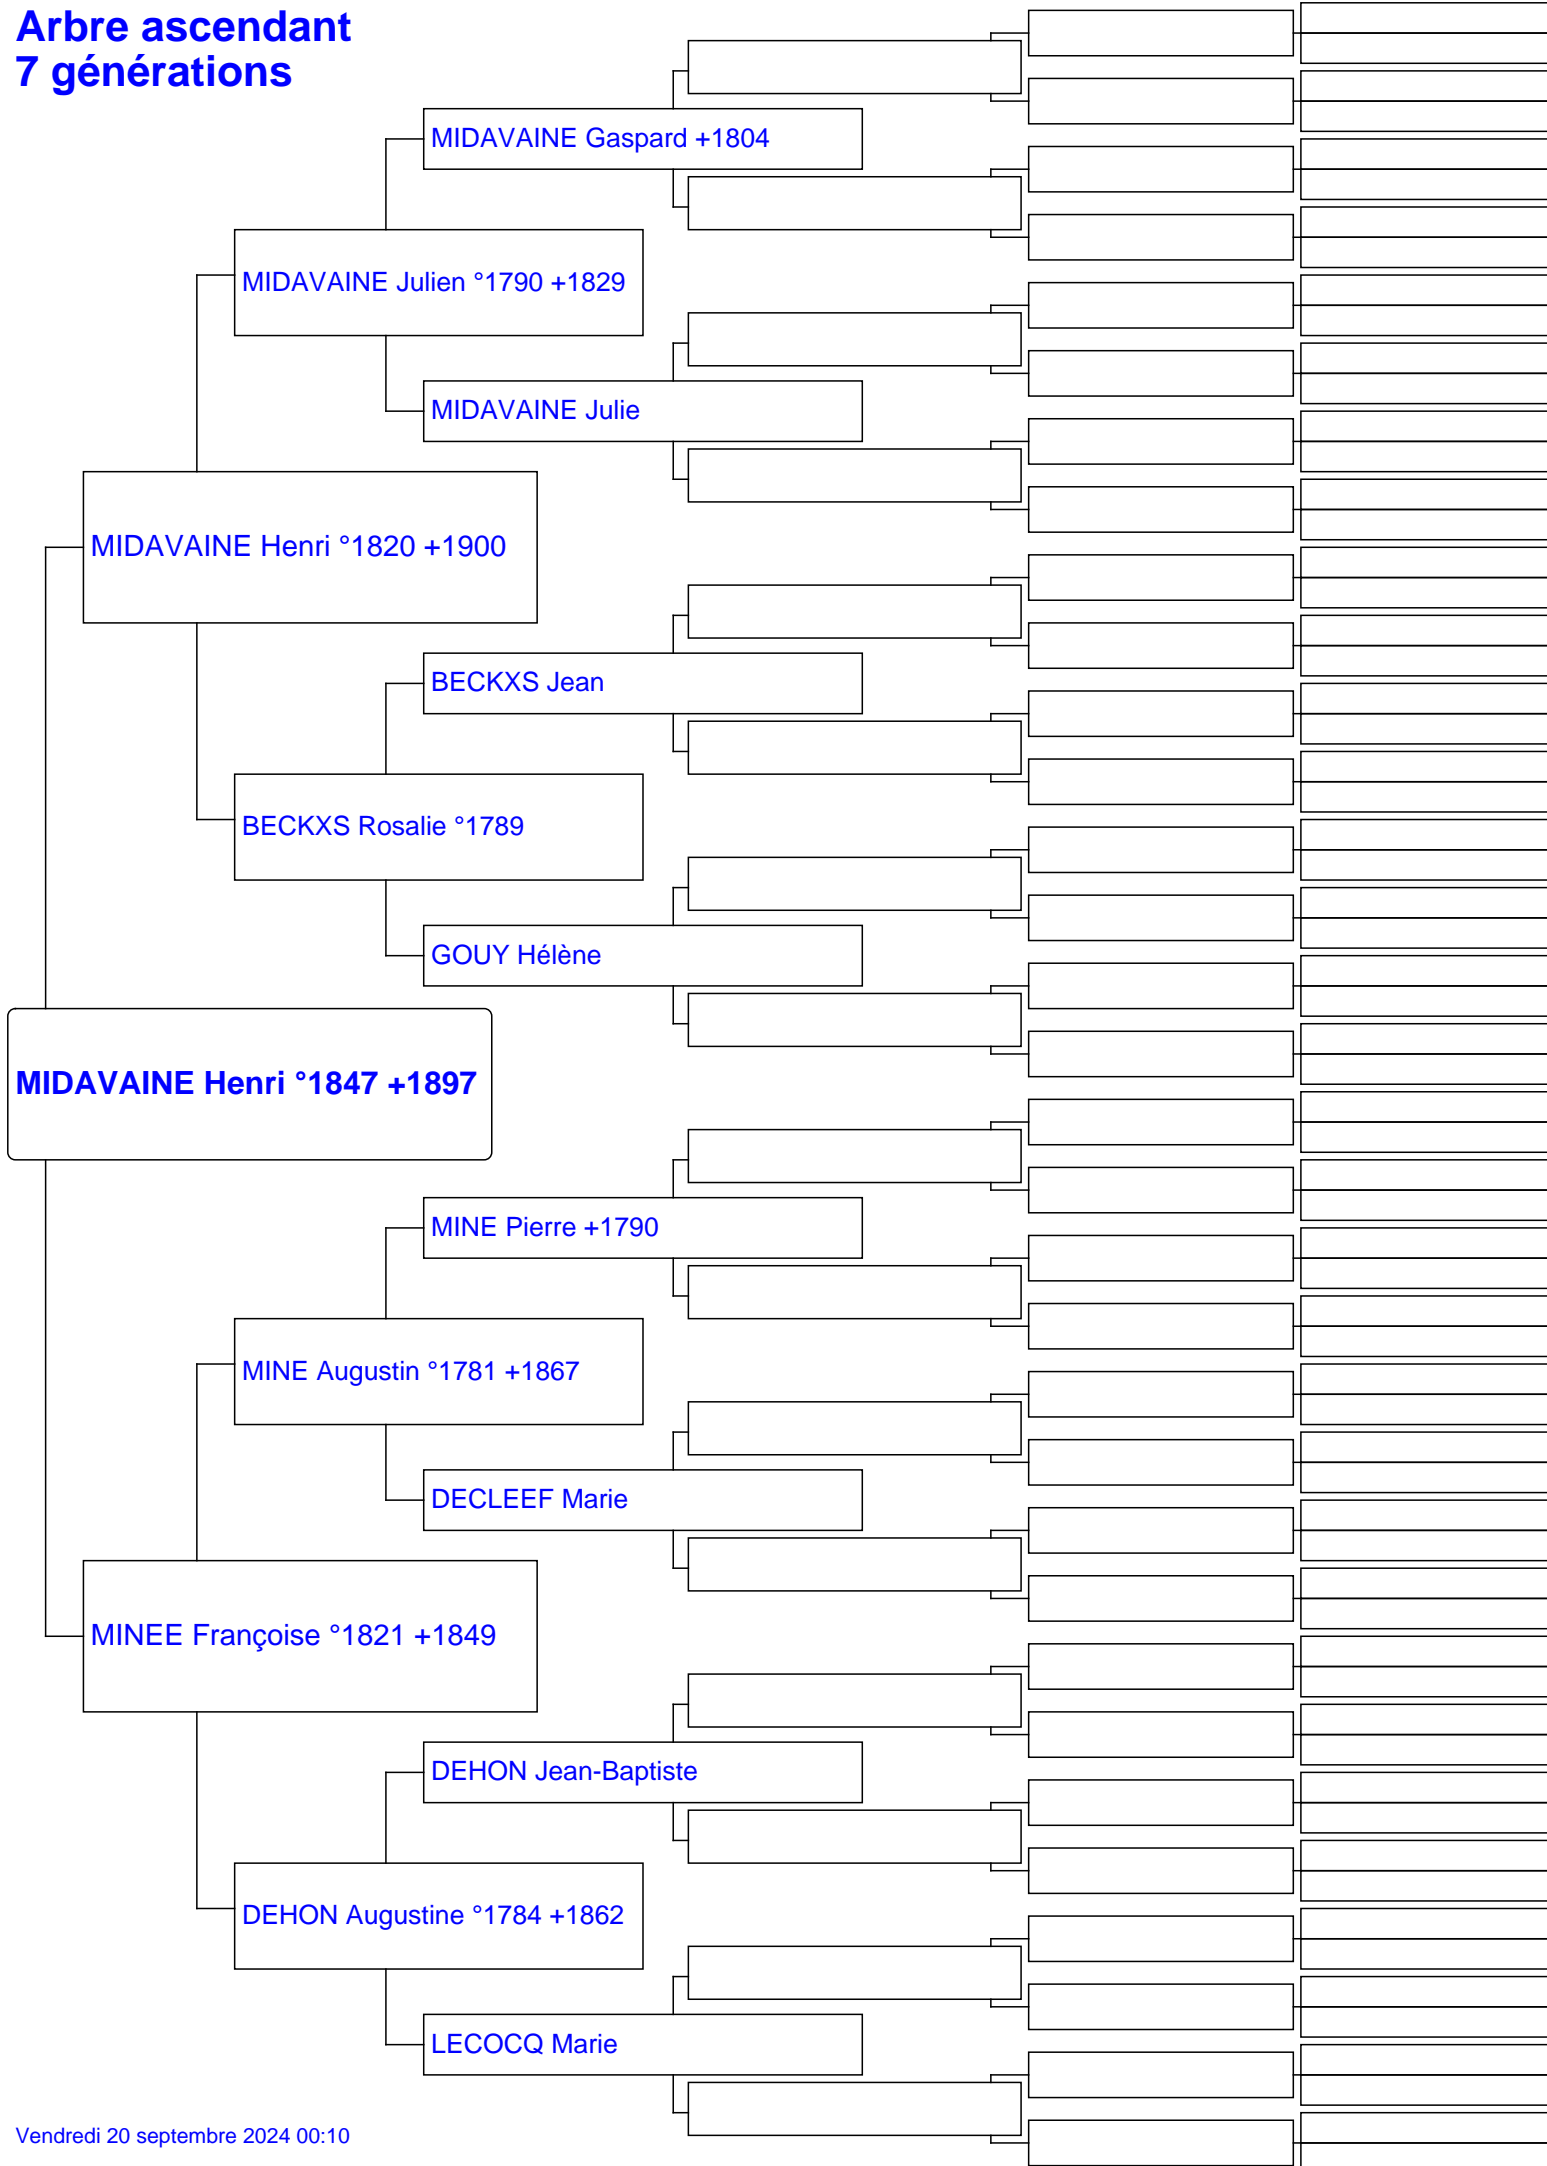 Arbre ascendant
7 générations
MIDAVAINE Gaspard +1804
MIDAVAINE Julien °1790 +1829
MIDAVAINE Julie
MIDAVAINE Henri °1820 +1900
BECKXS Jean
BECKXS Rosalie °1789
GOUY Hélène
MIDAVAINE Henri °1847 +1897
MINE Pierre +1790
MINE Augustin °1781 +1867
DECLEEF Marie
MINEE Françoise °1821 +1849
DEHON Jean-Baptiste
DEHON Augustine °1784 +1862
LECOCQ Marie
Vendredi 20 septembre 2024 00:10